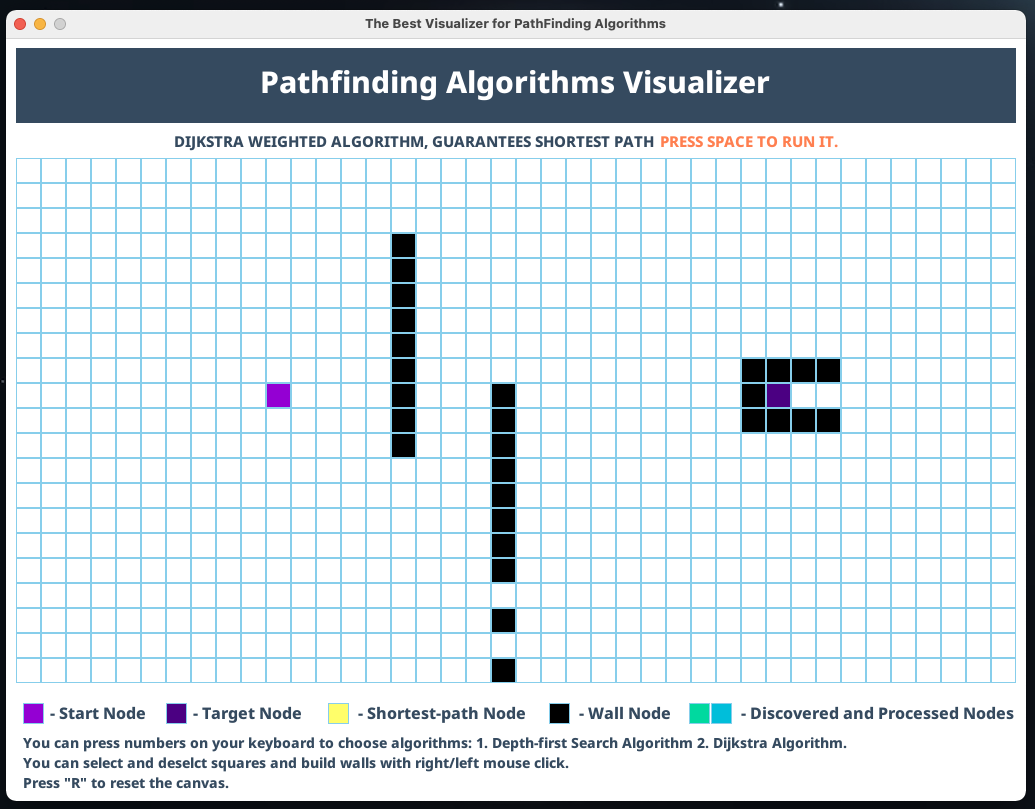 The Best Visualizer for PathFinding Algorithms
Pathfinding Algorithms Visualizer
DIJKSTRA WEIGHTED ALGORITHM, GUARANTEES SHORTEST PATH PRESS SPACE TO RUN IT.
- Start Node - Target Node - Shortest-path Node - Wall Node - Discovered and Processed Nodes
You can press numbers on your keyboard to choose algorithms: 1. Depth-first Search Algorithm 2. Dijkstra Algorithm.
You can select and deselct squares and build walls with right/left mouse click.
Press "R" to reset the canvas.